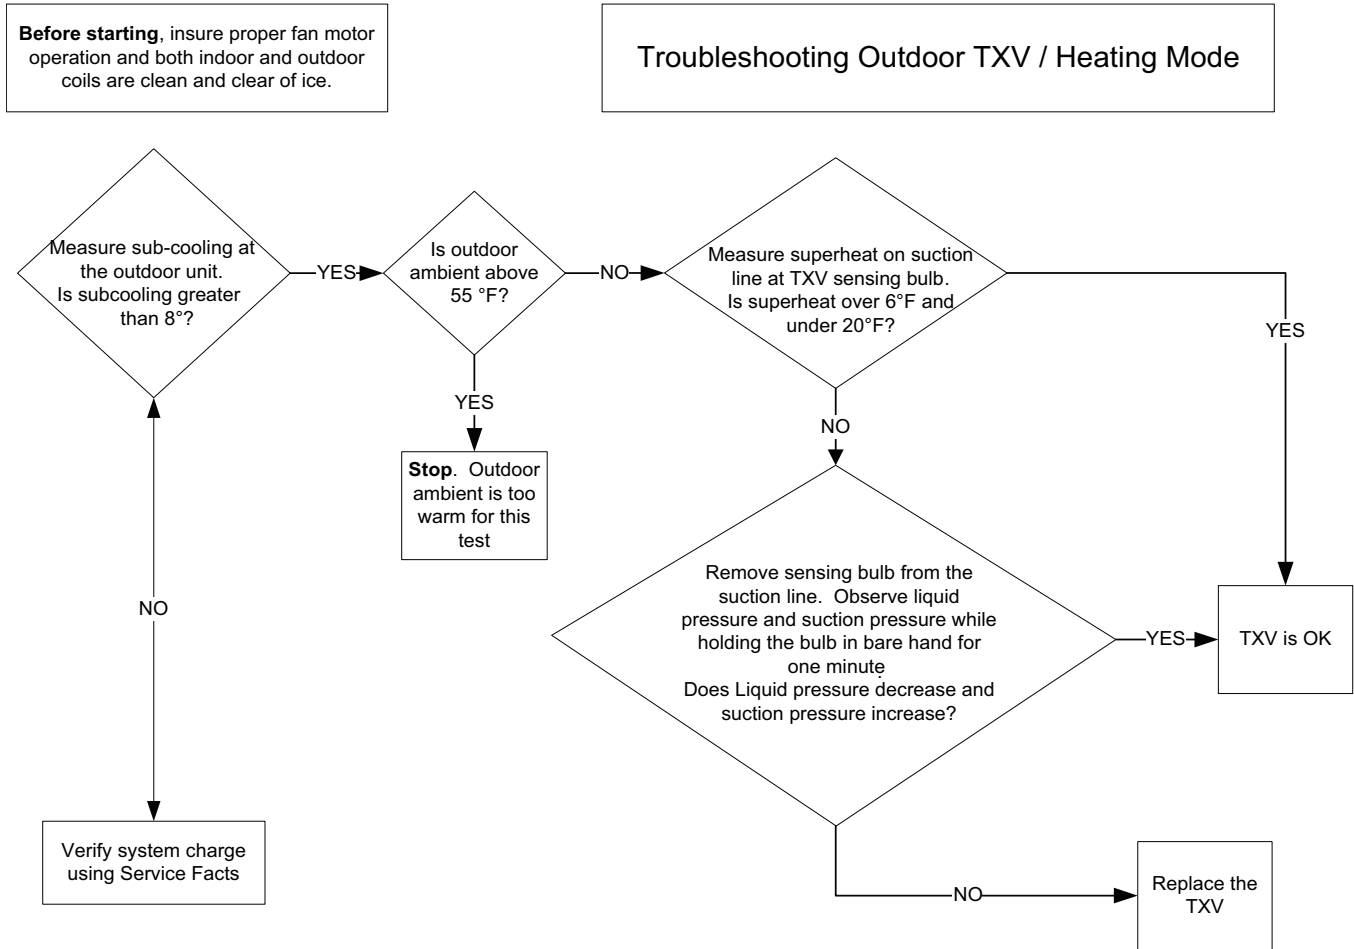 Before starting, insure proper fan motor
operation and both indoor and outdoor
coils are clean and clear of ice.
Troubleshooting Outdoor TXV / Heating Mode
Measure sub-cooling at
the outdoor unit.
Is subcooling greater
than 8°?
YES
Is outdoor
ambient above
55 °F?
NO
Measure superheat on suction
line at TXV sensing bulb.
Is superheat over 6°F and
under 20°F?
YES
YES
NO
Stop. Outdoor
ambient is too
warm for this
test
Remove sensing bulb from the
suction line. Observe liquid
pressure and suction pressure while
holding the bulb in bare hand for
one minute.
Does Liquid pressure decrease and
suction pressure increase?
YES
TXV is OK
NO
Verify system charge
using Service Facts
NO
Replace the
TXV